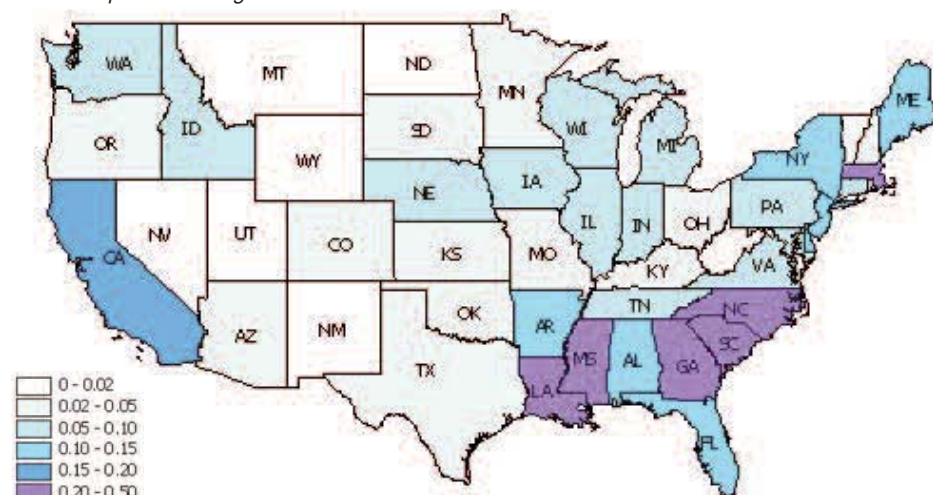 WA
MT
ND
MN
ME
OR
ID
SD
WI
MI
NY
WY
NE
IA
PA
NV
UT
CO
IL
IN
OH
CA
KS
MO
KY
VA
TN
NC
AZ
NM
OK
AR
SC
TX
MS
AL
GA
LA
FL
0 - 0.02
0.02 - 0.05
0.05 - 0.10
0.10 - 0.15
0.15 - 0.20
0.20 - 0.50